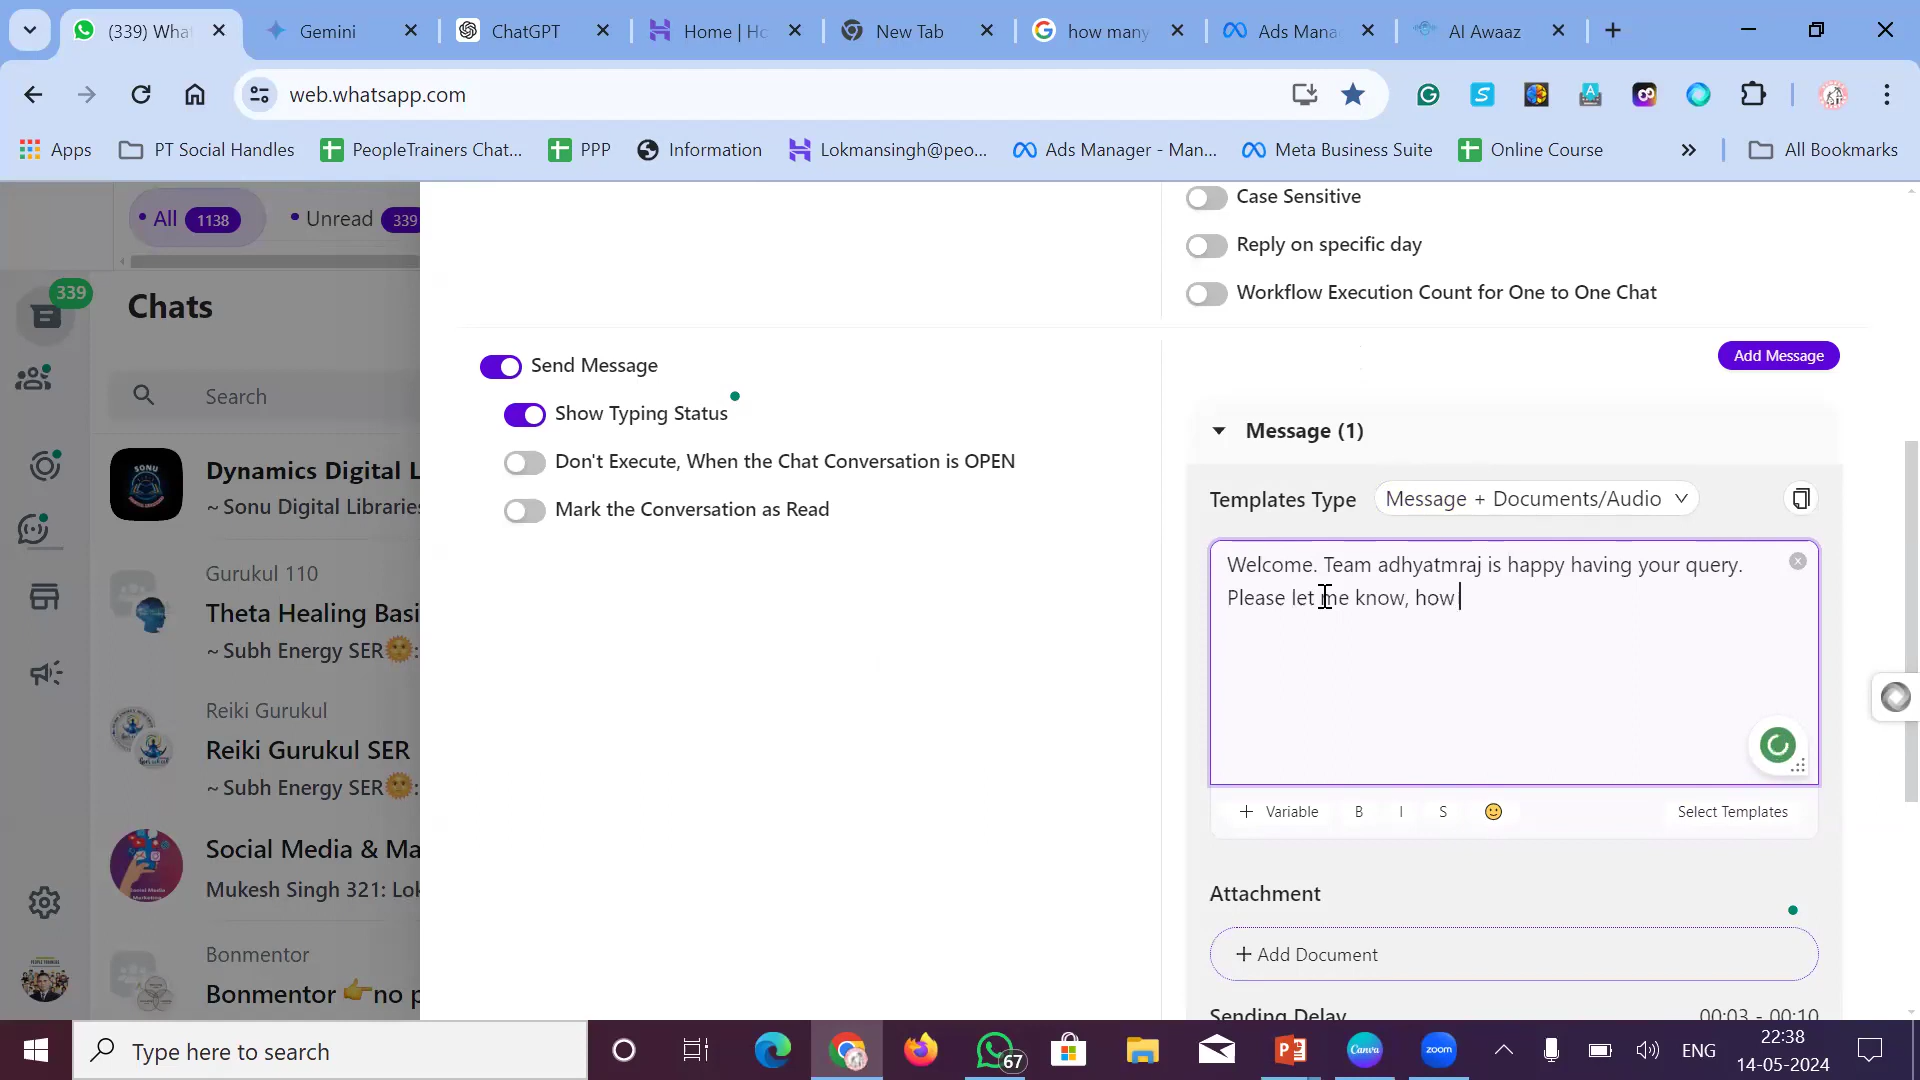 (339) Wha
Gemini
ChatGPT
Home | Ho
New Tab
how many
Ads Mana
AI Awaaz
web.whatsapp.com
Apps
PT Social Handles
PeopleTrainers Chat...
PPP
Information
Lokmansingh@peo...
Ads Manager - Man...
Meta Business Suite
Online Course
All Bookmarks
All 1138
Unread 339
339
Chats
Search
Dynamics Digital L
~ Sonu Digital Libraries
Gurukul 110
Theta Healing Basi
~ Subh Energy SER🌞:
Reiki Gurukul
Reiki Gurukul SER
~ Subh Energy SER🌞:
Social Media & Ma
Mukesh Singh 321: Lok
Bonmentor
Bonmentor 👉no p
Case Sensitive
Reply on specific day
Workflow Execution Count for One to One Chat
Send Message
Show Typing Status
Don't Execute, When the Chat Conversation is OPEN
Mark the Conversation as Read
Add Message
Message (1)
Templates Type Message + Documents/Audio
Welcome. Team adhyatmraj is happy having your query.
Please let me know, how
+ Variable B I S 🙂 Select Templates
Attachment
+ Add Document
Sending Delay 00:03 - 00:10
Type here to search
67
Canva
zoom
ENG
22:38
14-05-2024